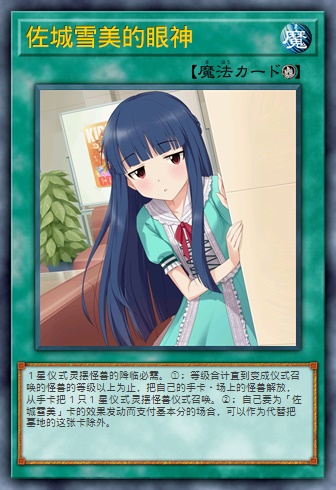 佐城雪美的眼神
魔
【魔法カード】
1星仪式灵摆怪兽的降临必需。①：等级合计直到变成仪式召
唤的怪兽的等级以上为止，把自己的手卡·场上的怪兽解放，
从手卡把1只1星仪式灵摆怪兽仪式召唤。②：自己要为「佐
城雪美」卡的效果发动而支付基本分的场合，可以作为代替把
墓地的这张卡除外。